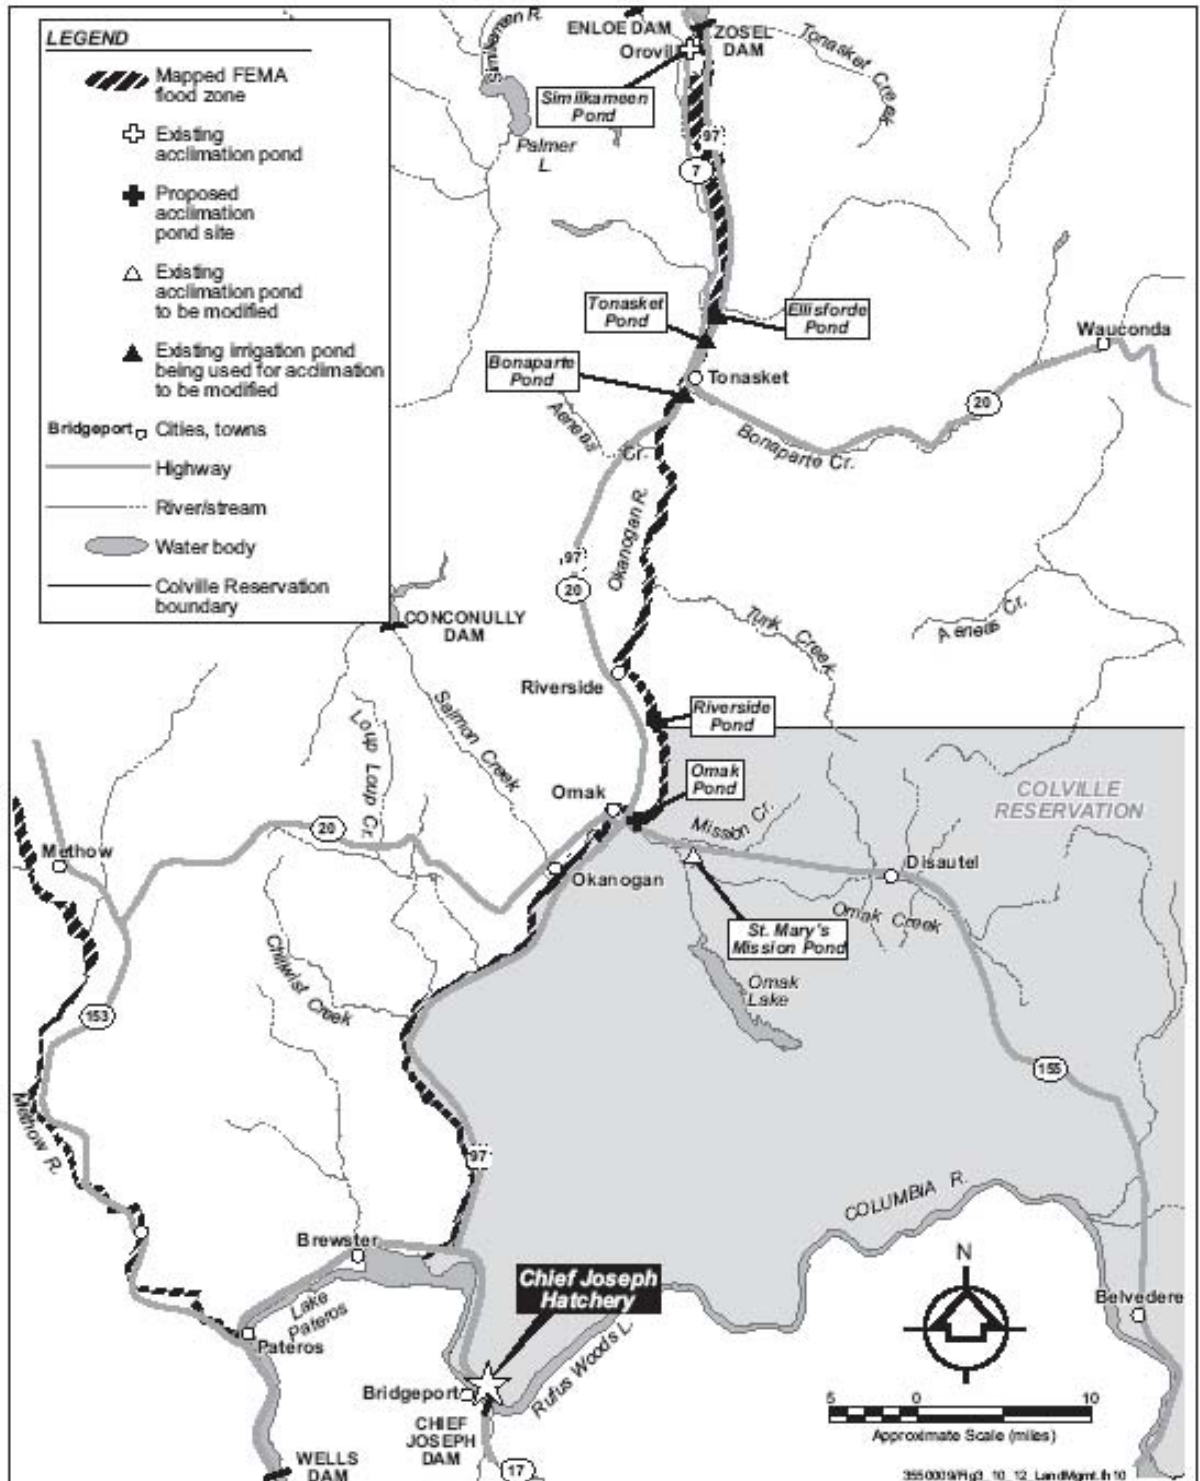 LEGEND
Mapped FEMA
flood zone
Existing
acclimation pond
Proposed
acclimation
pond site
Existing
acclimation pond
to be modified
Existing irrigation pond
being used for acclimation
to be modified
Bridgeport
Cities, towns
Highway
River/stream
Water body
Colville Reservation
boundary
Similkameen R.
ENLOE DAM
ZOSEL
DAM
Orovil
Tonasket Creek
Similkameen
Pond
Palmer
L.
97
7
Tonasket
Pond
Ellisforde
Pond
Wauconda
Bonaparte
Pond
Tonasket
20
Aeneas
Cr.
Bonaparte Cr.
Okanogan R.
97
20
CONCONULLY
DAM
Tunk Creek
Aeneas Cr.
Riverside
Salmon Creek
Loup Loup Cr.
Riverside
Pond
Omak
Pond
COLVILLE
RESERVATION
Omak
Mission Cr.
20
Methow
Okanogan
Disautel
Omak Creek
St. Mary's
Mission Pond
Chiliwist Creek
Omak
Lake
153
155
Methow R.
97
COLUMBIA R.
Brewster
N
Chief Joseph
Hatchery
Lake
Pateros
Belvedere
Pateros
Rufus Woods L.
Bridgeport
5 0 10
Approximate Scale (miles)
CHIEF
JOSEPH
DAM
WELLS
DAM
17
3550009/Fig3_10_12_LandMgmt.fh10